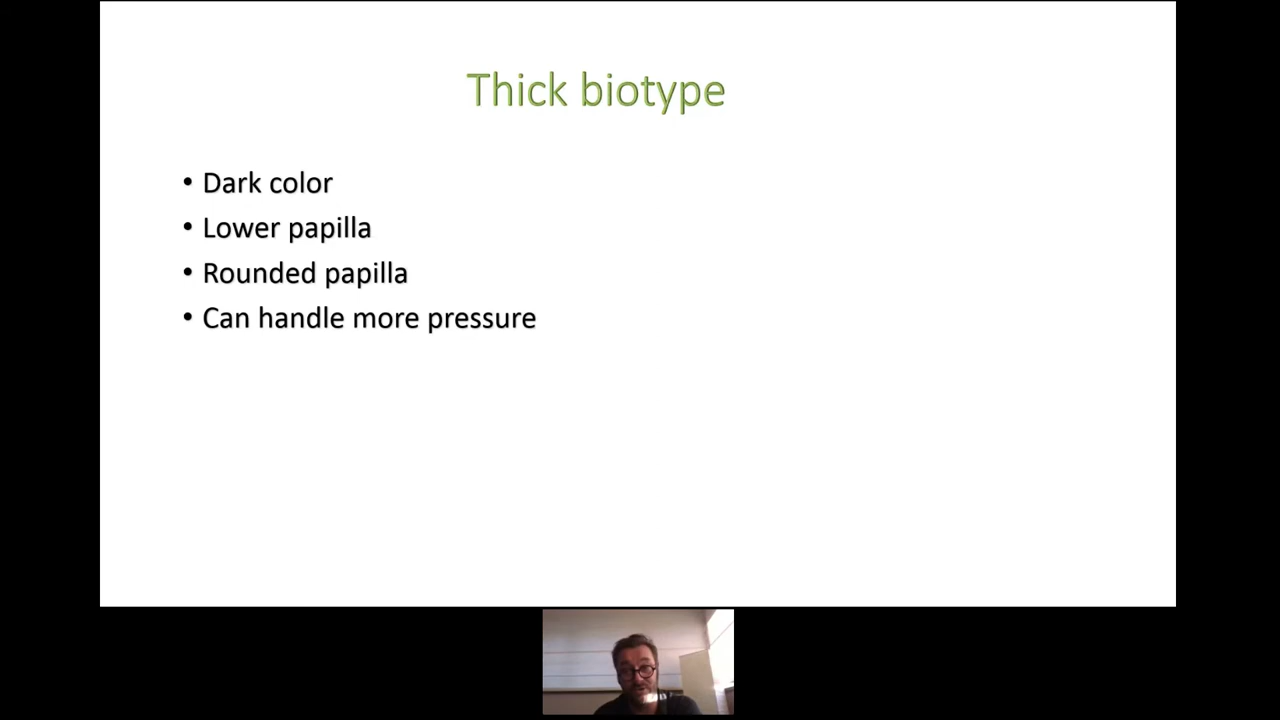 Thick biotype
• Dark color
• Lower papilla
• Rounded papilla
• Can handle more pressure